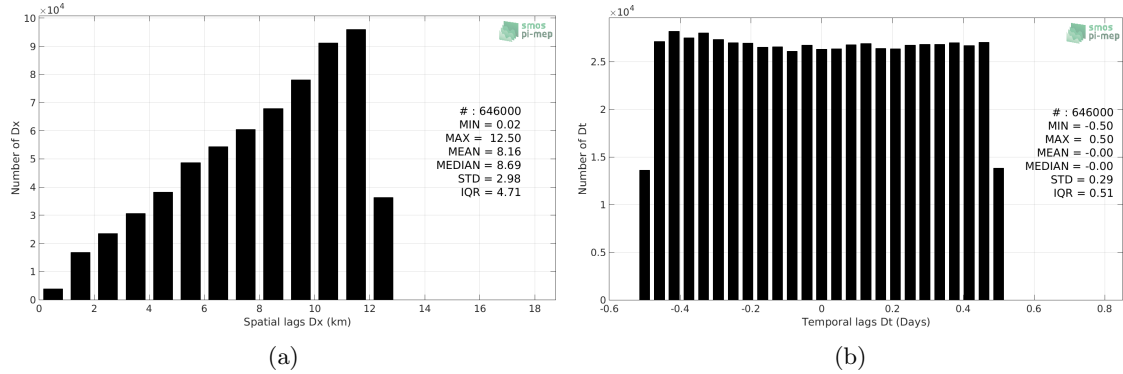 ×10^4
10
9
8
7
6
5
4
3
2
1
0
0 2 4 6 8 10 12 14 16 18
Number of Dx
Spatial lags Dx (km)
smos
pi-mep
# : 646000
MIN = 0.02
MAX = 12.50
MEAN = 8.16
MEDIAN = 8.69
STD = 2.98
IQR = 4.71
(a)
×10^4
2.5
2
1.5
1
0.5
0
-0.6 -0.4 -0.2 0 0.2 0.4 0.6 0.8
Number of Dt
Temporal lags Dt (Days)
smos
pi-mep
# : 646000
MIN = -0.50
MAX = 0.50
MEAN = -0.00
MEDIAN = -0.00
STD = 0.29
IQR = 0.51
(b)